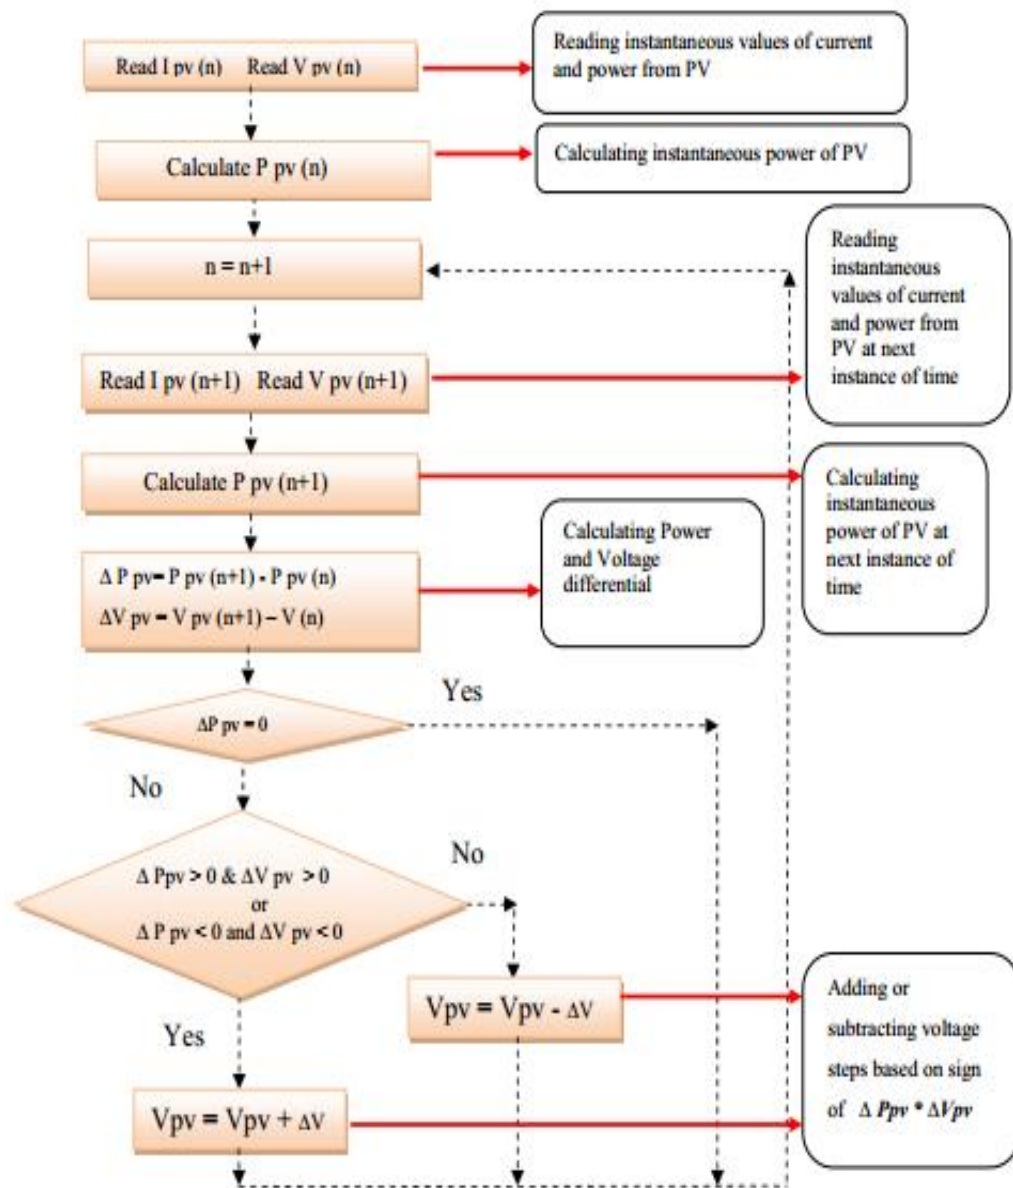 Read I pv (n) Read V pv (n)
Reading instantaneous values of current
and power from PV
Calculate P pv (n)
Calculating instantaneous power of PV
n = n+1
Reading
instantaneous
values of current
and power from
PV at next
instance of time
Read I pv (n+1) Read V pv (n+1)
Calculate P pv (n+1)
Calculating
instantaneous
power of PV at
next instance of
time
Δ P pv= P pv (n+1) - P pv (n)
ΔV pv = V pv (n+1) – V (n)
Calculating Power
and Voltage
differential
ΔP pv = 0
Yes
No
Δ Ppv > 0 & ΔV pv > 0
or
Δ P pv < 0 and ΔV pv < 0
No
Vpv = Vpv - ΔV
Yes
Vpv = Vpv + ΔV
Adding or
subtracting voltage
steps based on sign
of Δ Ppv * ΔVpv